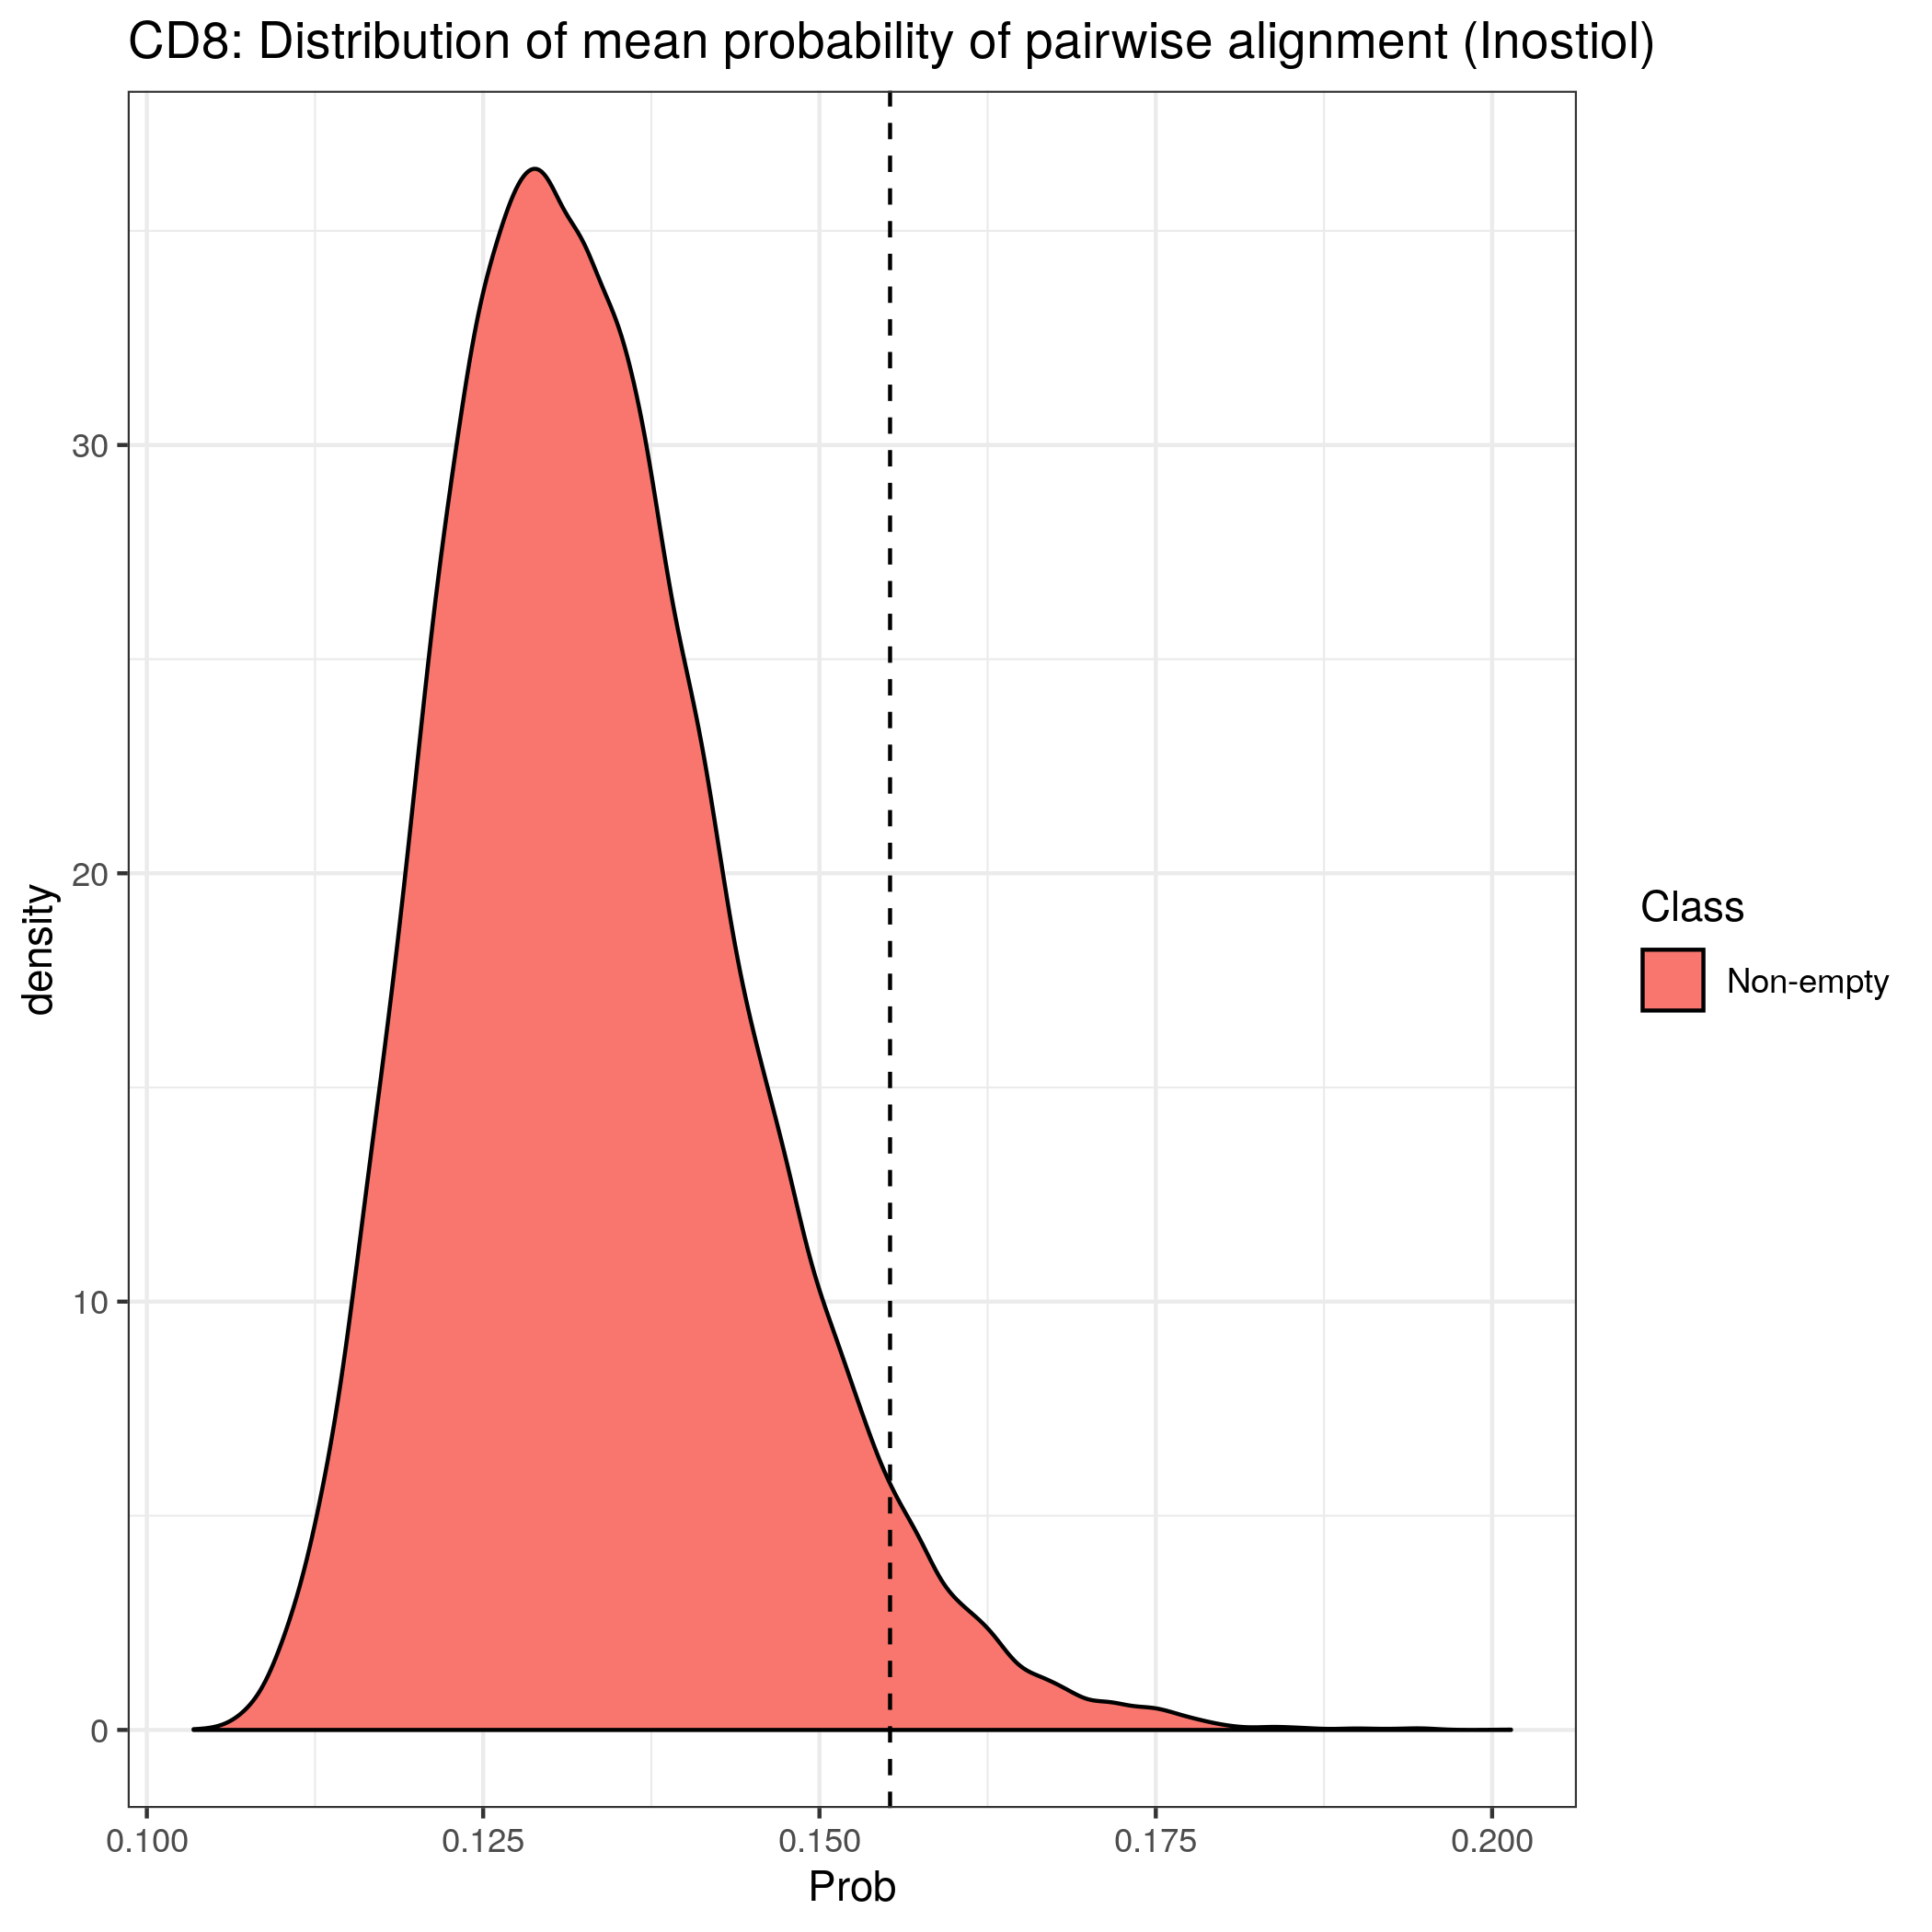 CD8: Distribution of mean probability of pairwise alignment (Inostiol)
30
20
10
0
density
0.100 0.125 0.150 0.175 0.200
Prob
Class
Non-empty